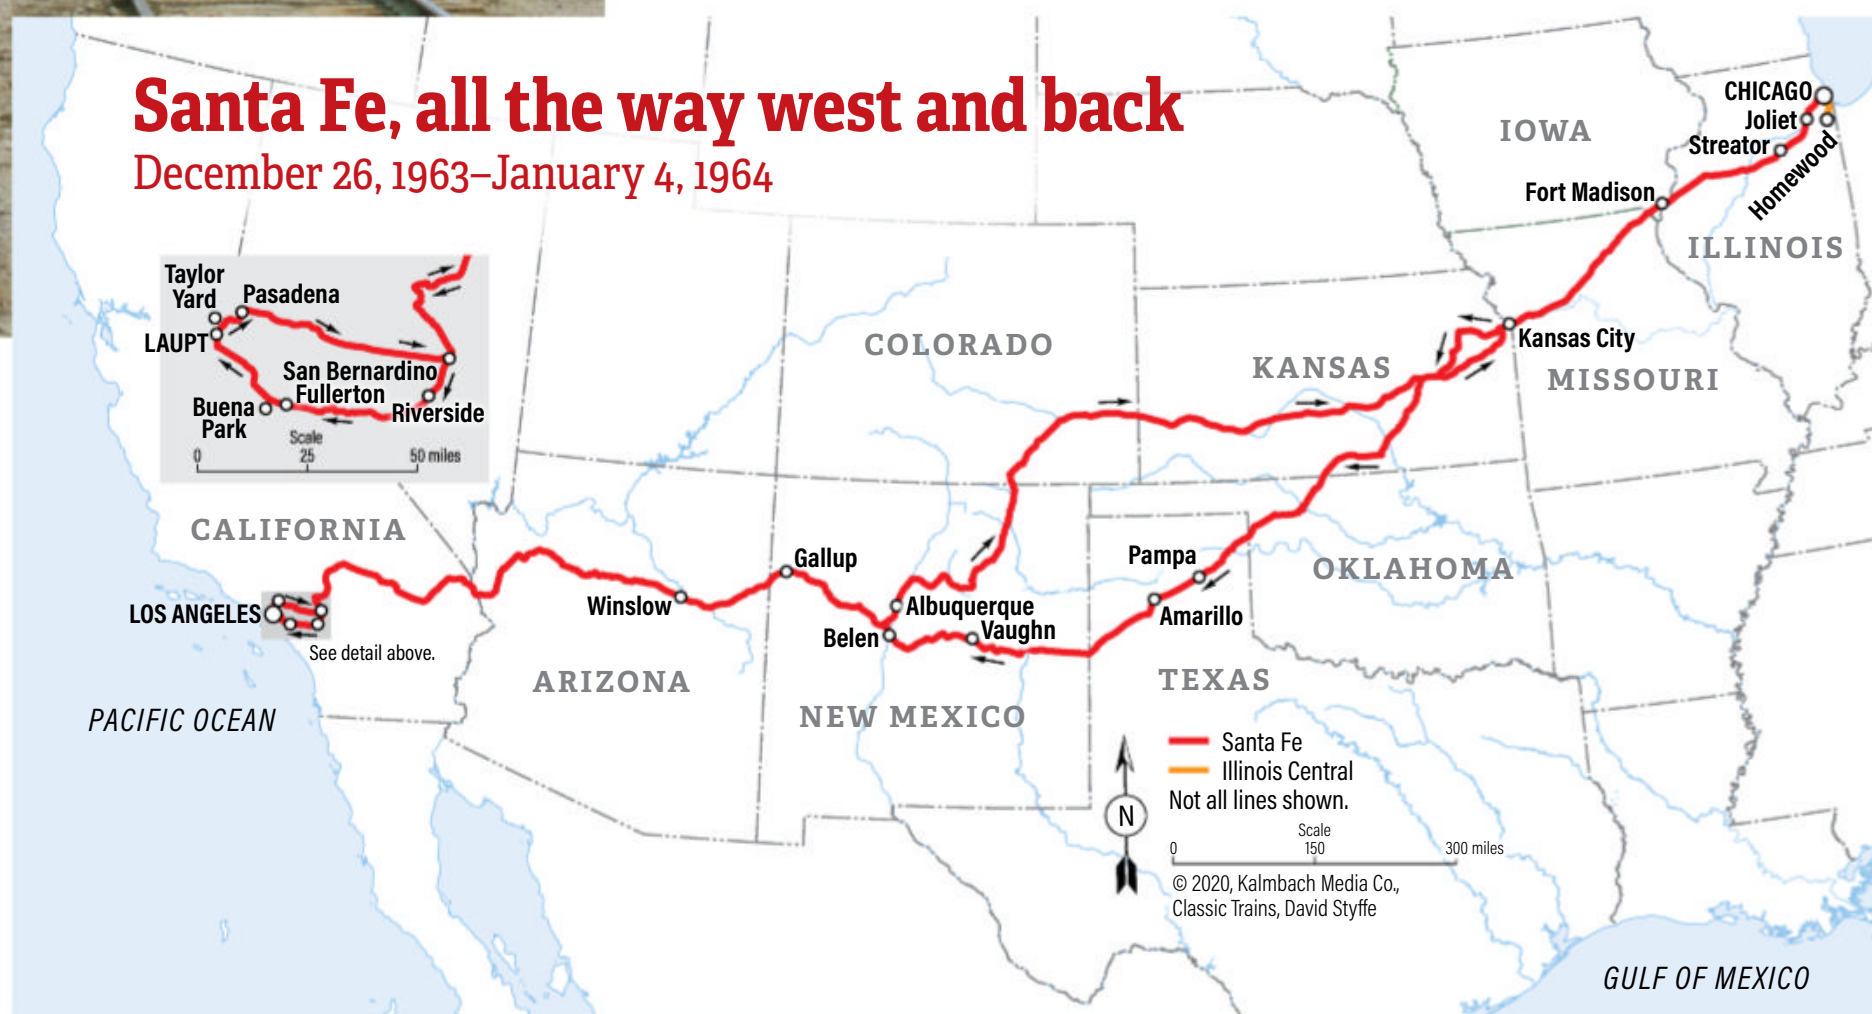 Santa Fe, all the way west and back
December 26, 1963–January 4, 1964
CHICAGO
Joliet
Streator
Homewood
IOWA
Fort Madison
ILLINOIS
Taylor
Yard
Pasadena
LAUPT
San Bernardino
Fullerton
Buena
Park
Riverside
Scale
0
25
50 miles
COLORADO
KANSAS
Kansas City
MISSOURI
CALIFORNIA
Gallup
Pampa
OKLAHOMA
Winslow
Albuquerque
Amarillo
LOS ANGELES
Belen
Vaughn
See detail above.
ARIZONA
TEXAS
PACIFIC OCEAN
NEW MEXICO
Santa Fe
Illinois Central
Not all lines shown.
N
Scale
0
150
300 miles
© 2020, Kalmbach Media Co.,
Classic Trains, David Styffe
GULF OF MEXICO